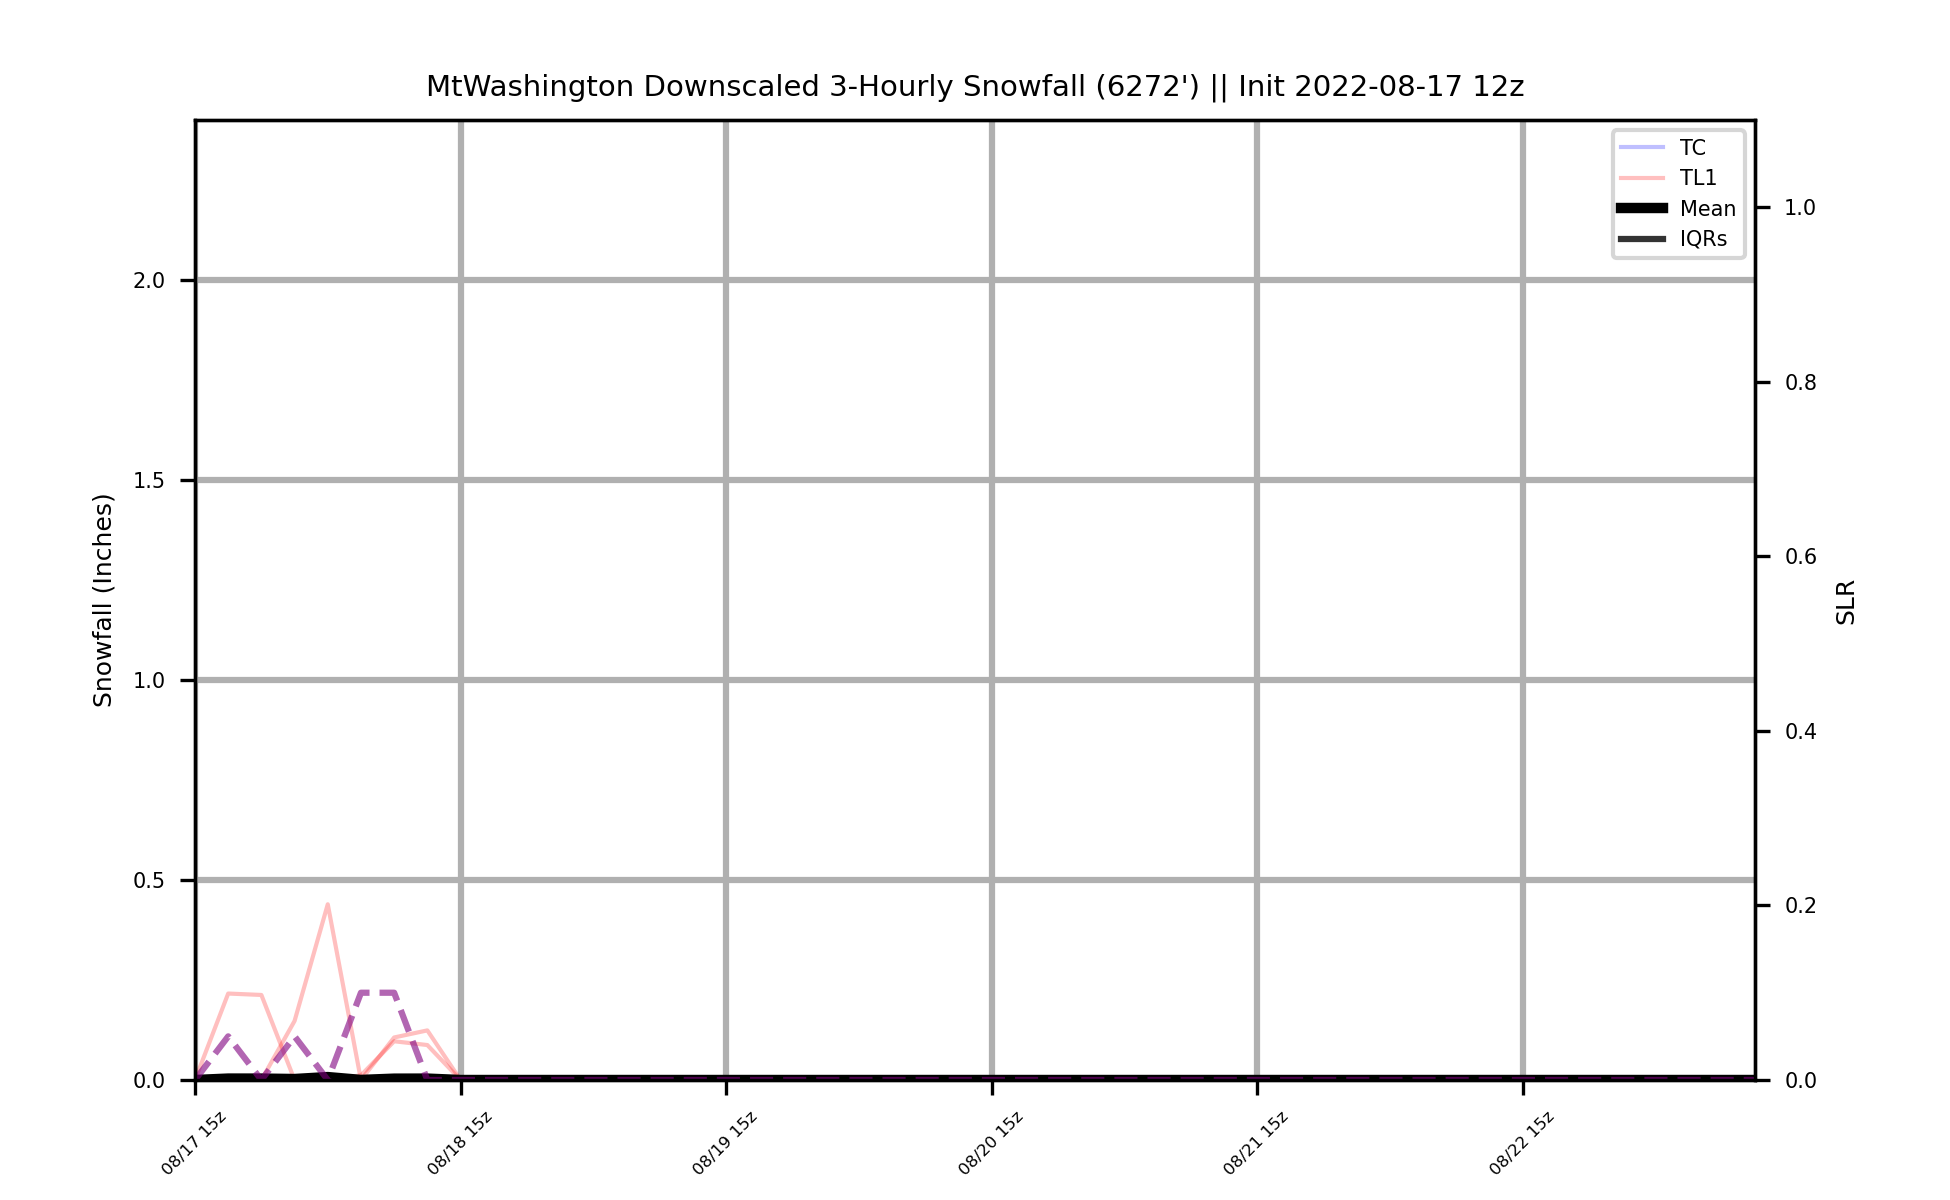 MtWashington Downscaled 3-Hourly Snowfall (6272') || Init 2022-08-17 12z
TC
TL1
Mean
IQRs
Snowfall (Inches)
2.0
1.5
1.0
0.5
0.0
1.0
0.8
0.6
0.4
0.2
0.0
SLR
08/17 15z
08/18 15z
08/19 15z
08/20 15z
08/21 15z
08/22 15z